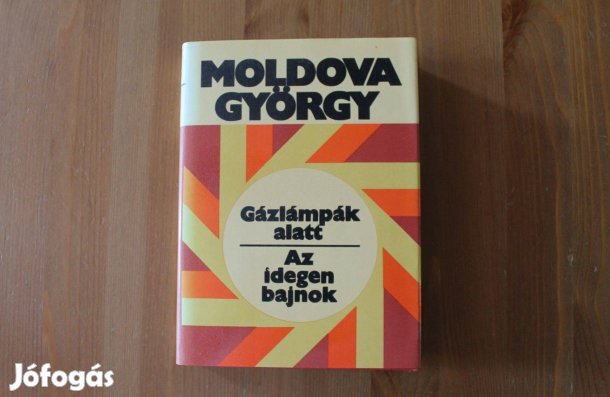 MOLDOVA
GYÖRGY
Gázlámpák
alatt
Az
idegen
bajnok
Jófogás